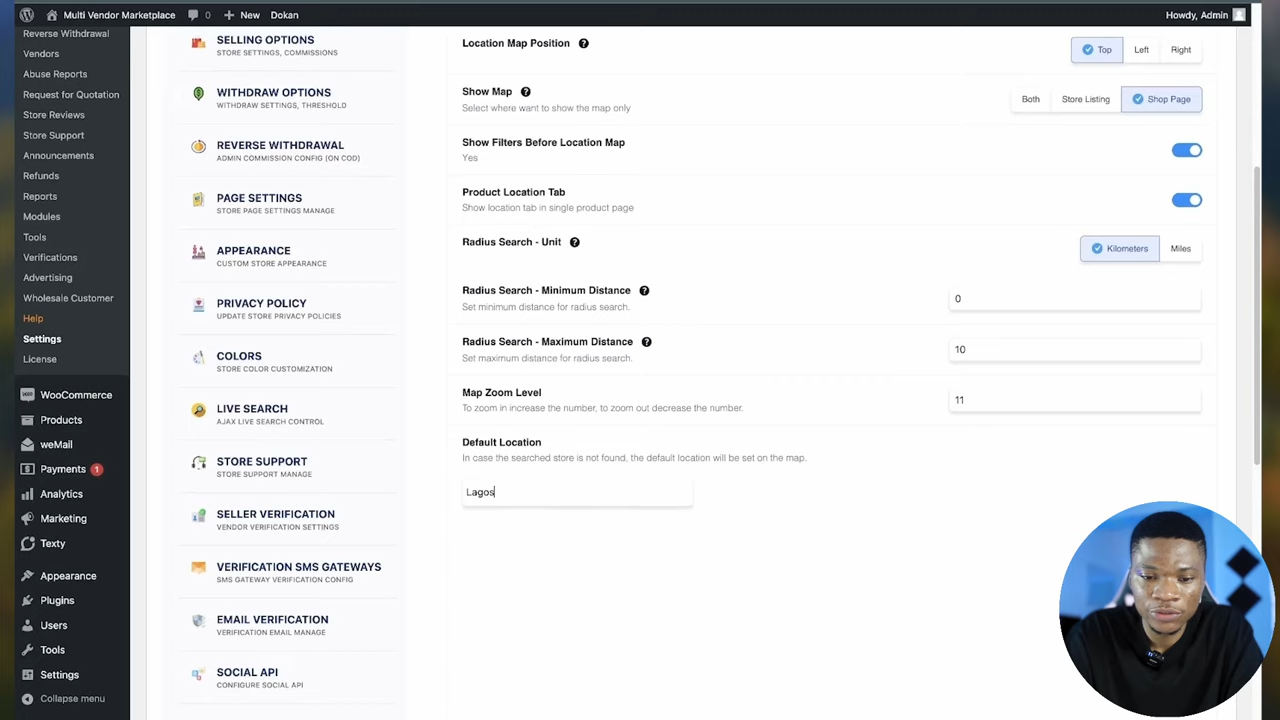 Multi Vendor Marketplace
0
New
Dokan
Howdy, Admin
Reverse Withdrawal
Vendors
Abuse Reports
Request for Quotation
Store Reviews
Store Support
Announcements
Refunds
Reports
Modules
Tools
Verifications
Advertising
Wholesale Customer
Help
Settings
License
WooCommerce
Products
weMail
Payments 1
Analytics
Marketing
Texty
Appearance
Plugins
Users
Tools
Settings
Collapse menu
SELLING OPTIONS
STORE SETTINGS, COMMISSIONS
WITHDRAW OPTIONS
WITHDRAW SETTINGS, THRESHOLD
REVERSE WITHDRAWAL
ADMIN COMMISSION CONFIG (ON COD)
PAGE SETTINGS
STORE PAGE SETTINGS MANAGE
APPEARANCE
CUSTOM STORE APPEARANCE
PRIVACY POLICY
UPDATE STORE PRIVACY POLICIES
COLORS
STORE COLOR CUSTOMIZATION
LIVE SEARCH
AJAX LIVE SEARCH CONTROL
STORE SUPPORT
STORE SUPPORT MANAGE
SELLER VERIFICATION
VENDOR VERIFICATION SETTINGS
VERIFICATION SMS GATEWAYS
SMS GATEWAY VERIFICATION CONFIG
EMAIL VERIFICATION
VERIFICATION EMAIL MANAGE
SOCIAL API
CONFIGURE SOCIAL API
Location Map Position
Top Left Right
Show Map
Select where want to show the map only
Both Store Listing Shop Page
Show Filters Before Location Map
Yes
Product Location Tab
Show location tab in single product page
Radius Search - Unit
Kilometers Miles
Radius Search - Minimum Distance
Set minimum distance for radius search.
0
Radius Search - Maximum Distance
Set maximum distance for radius search.
10
Map Zoom Level
To zoom in increase the number, to zoom out decrease the number.
11
Default Location
In case the searched store is not found, the default location will be set on the map.
Lagos